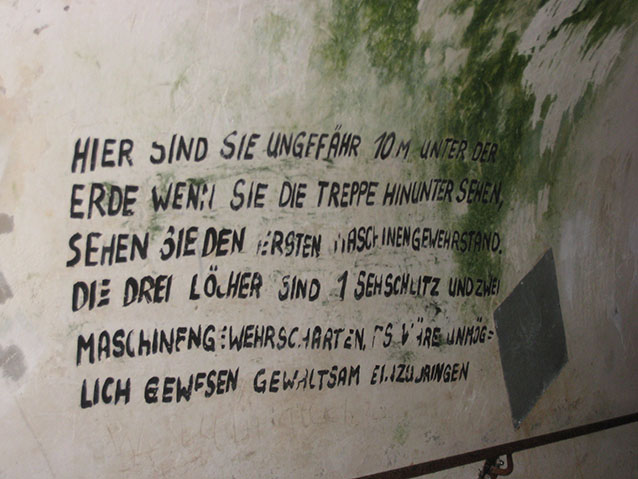 HIER SIND SIE UNGEFÄHR 10 M UNTER DER
ERDE WENN SIE DIE TREPPE HINUNTER SEHEN,
SEHEN SIE DEN ERSTEN MASCHINENGEWEHRSTAND.
DIE DREI LÖCHER SIND 1 SEHSCHLITZ UND ZWEI
MASCHINENGEWEHRSCHARTEN, ES WÄRE UNMÖG=
LICH GEWESEN GEWALTSAM EINZUDRINGEN